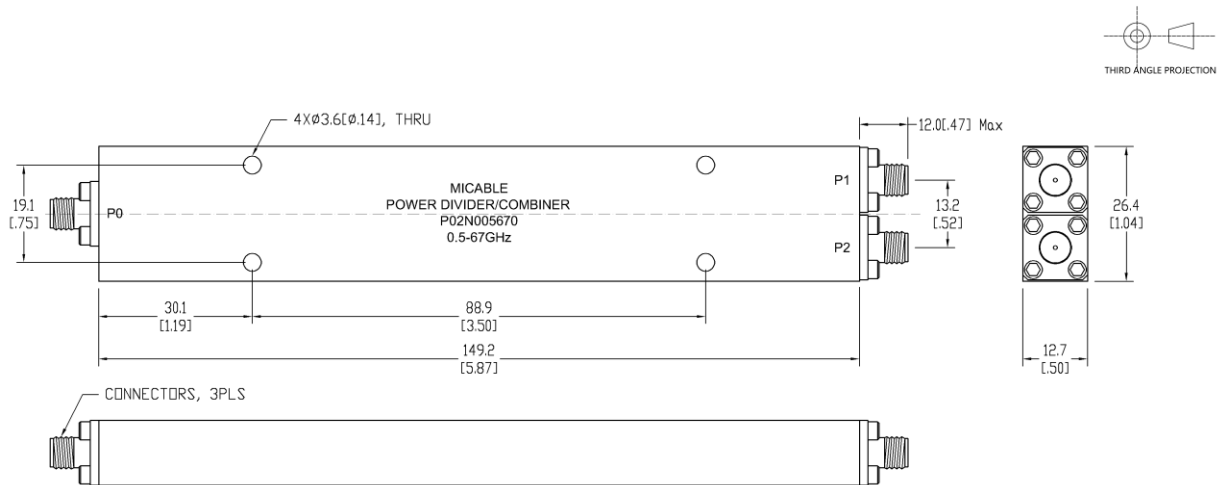 THIRD ANGLE PROJECTION
4XØ3.6[Ø.14], THRU
12.0[.47] Max
19.1
[.75]
P0
MICABLE
POWER DIVIDER/COMBINER
P02N005670
0.5-67GHz
P1
P2
13.2
[.52]
26.4
[1.04]
30.1
[1.19]
88.9
[3.50]
149.2
[5.87]
12.7
[.50]
CONNECTORS, 3PLS